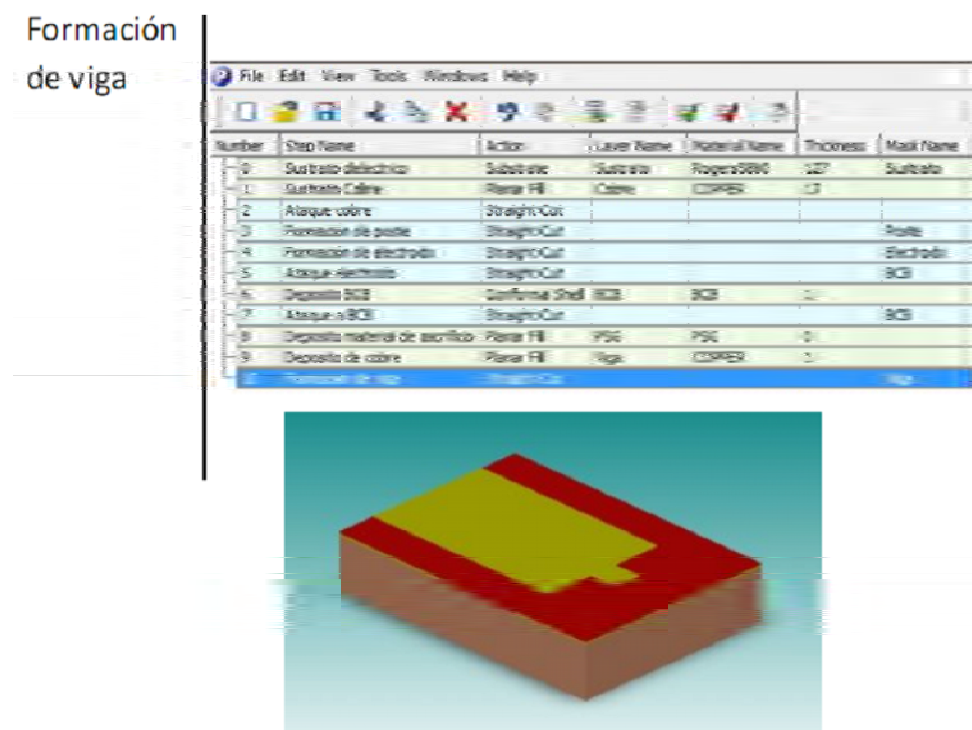 Formación
de viga
File Edit View Tools Windows Help
Number Step Name Action Layer Name Material Name Thickness Mask Name
0 Sustrato dieléctrico Substrate Sustrato Rogers5880 127 Sustrato
1 Sustrato Cobre Planar Fill Cobre COPPER 17
2 Ataque cobre Straight Cut
3 Formación de poste Straight Cut Poste
4 Formación de electrodo Straight Cut Electrodo
5 Ataque electrodo Straight Cut BCB
6 Deposito BCB Conformal Shell BCB BCB
7 Ataque a BCB Straight Cut BCB
8 Deposito material de sacrificio Planar Fill PSG PSG
9 Deposito de cobre Planar Fill Viga COPPER
Straight Cut Viga